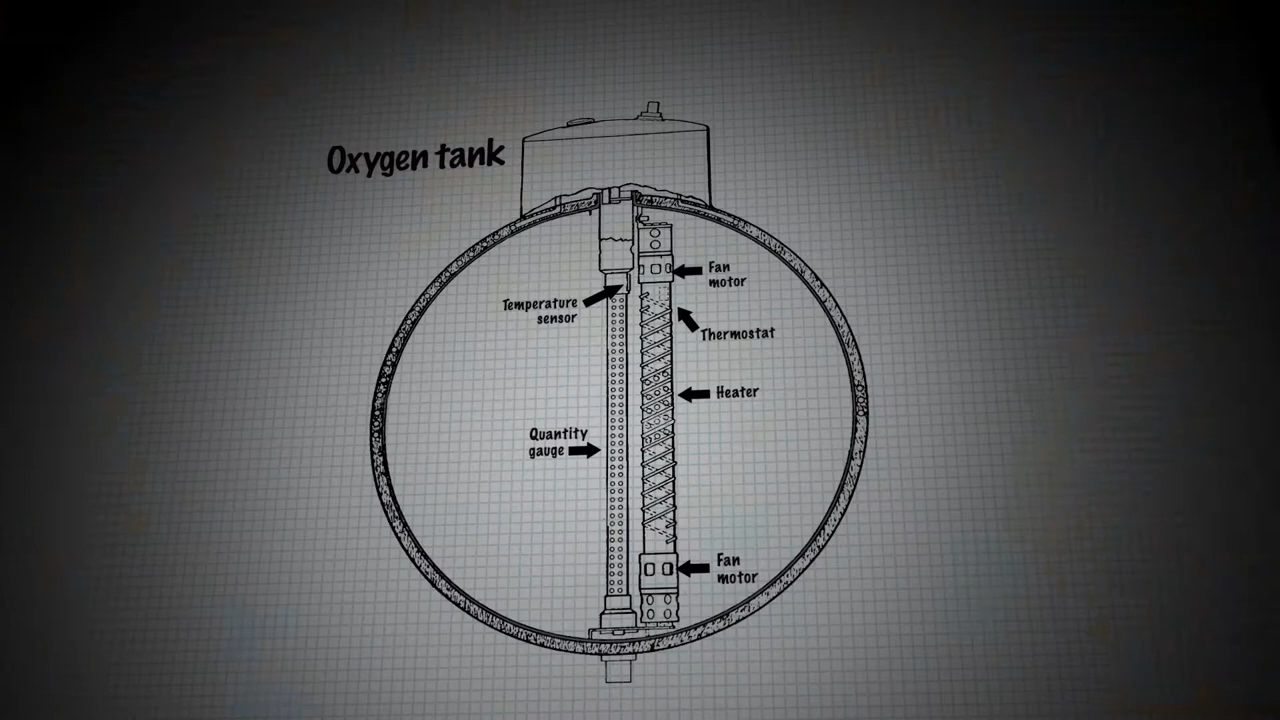 Oxygen tank
Fan
motor
Temperature
sensor
Thermostat
Heater
Quantity
gauge
Fan
motor